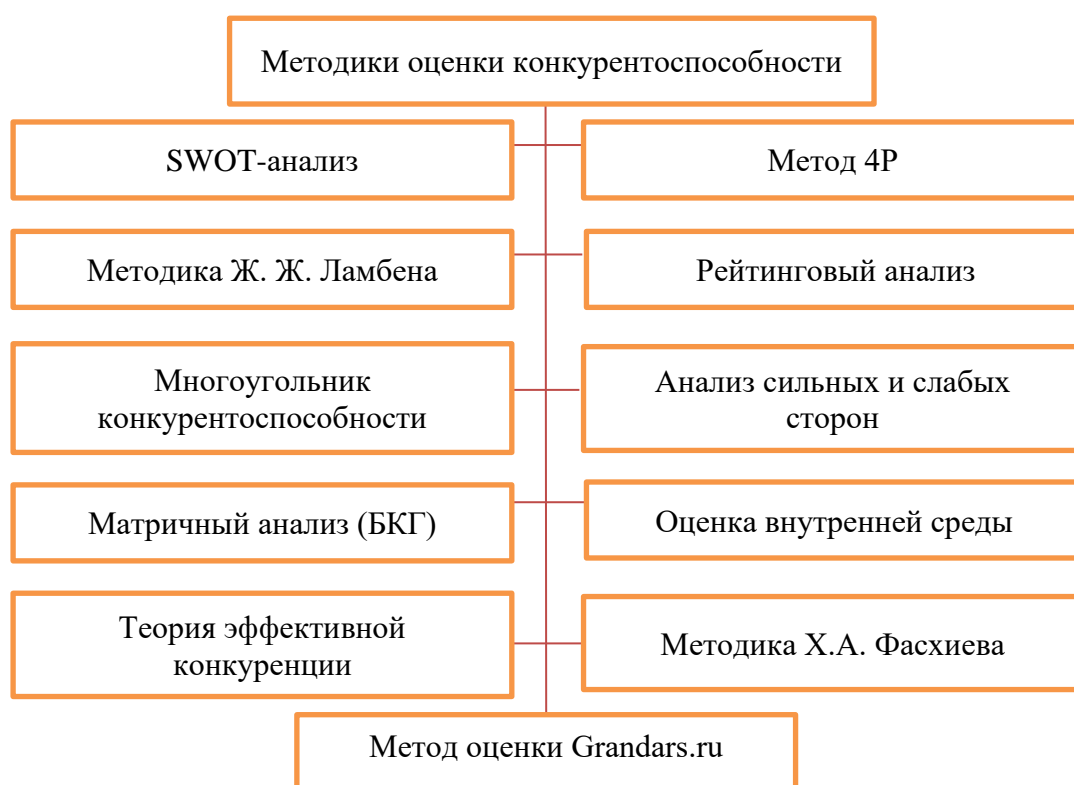 Методики оценки конкурентоспособности
SWOT-анализ
Метод 4P
Методика Ж. Ж. Ламбена
Рейтинговый анализ
Многоугольник
конкурентоспособности
Анализ сильных и слабых
сторон
Матричный анализ (БКГ)
Оценка внутренней среды
Теория эффективной
конкуренции
Методика Х.А. Фасхиева
Метод оценки Grandars.ru